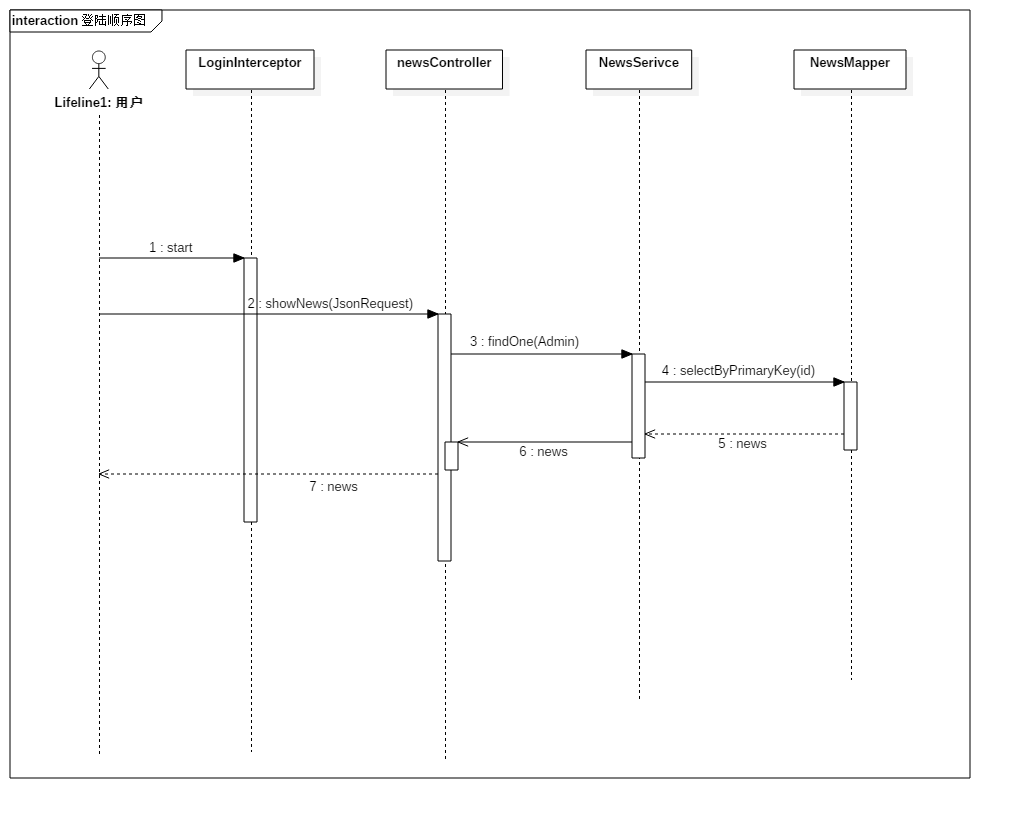 interaction 登陆顺序图
LoginInterceptor
newsController
NewsSerivce
NewsMapper
Lifeline1: 用户
1 : start
2 : showNews(JsonRequest)
3 : findOne(Admin)
4 : selectByPrimaryKey(id)
5 : news
6 : news
7 : news